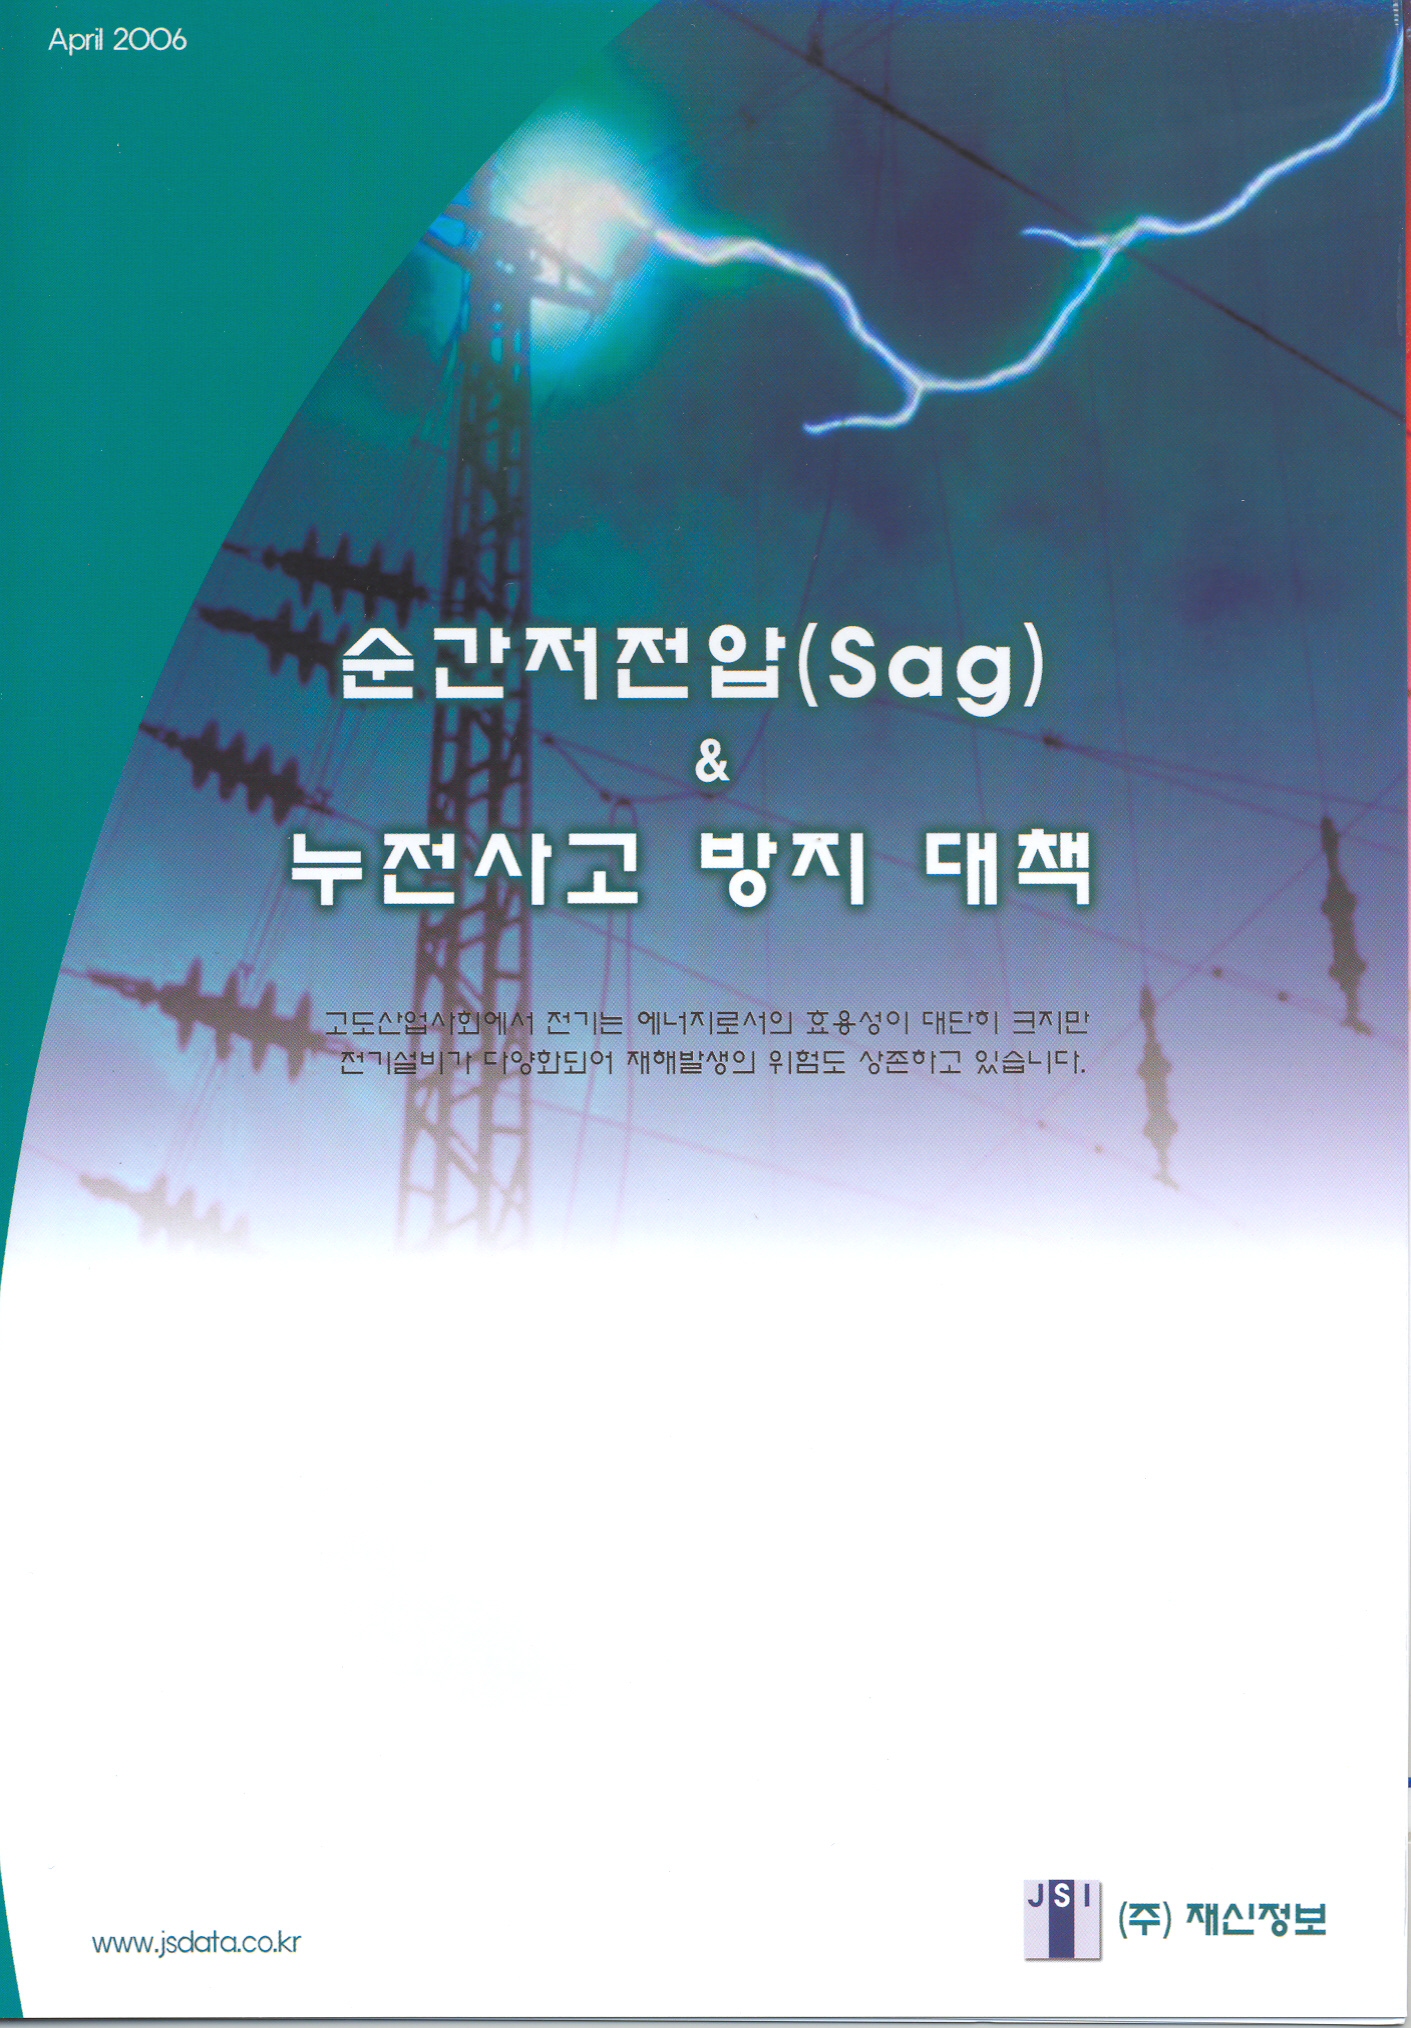 April 2006
순간저전압(Sag)
&
누전사고 방지 대책
고도산업사회에서 전기는 에너지로서의 효용성이 대단히 크지만
전기설비가 다양화되어 재해발생의 위험도 상존하고 있습니다.
www.jsdata.co.kr
JSI (주) 재신정보